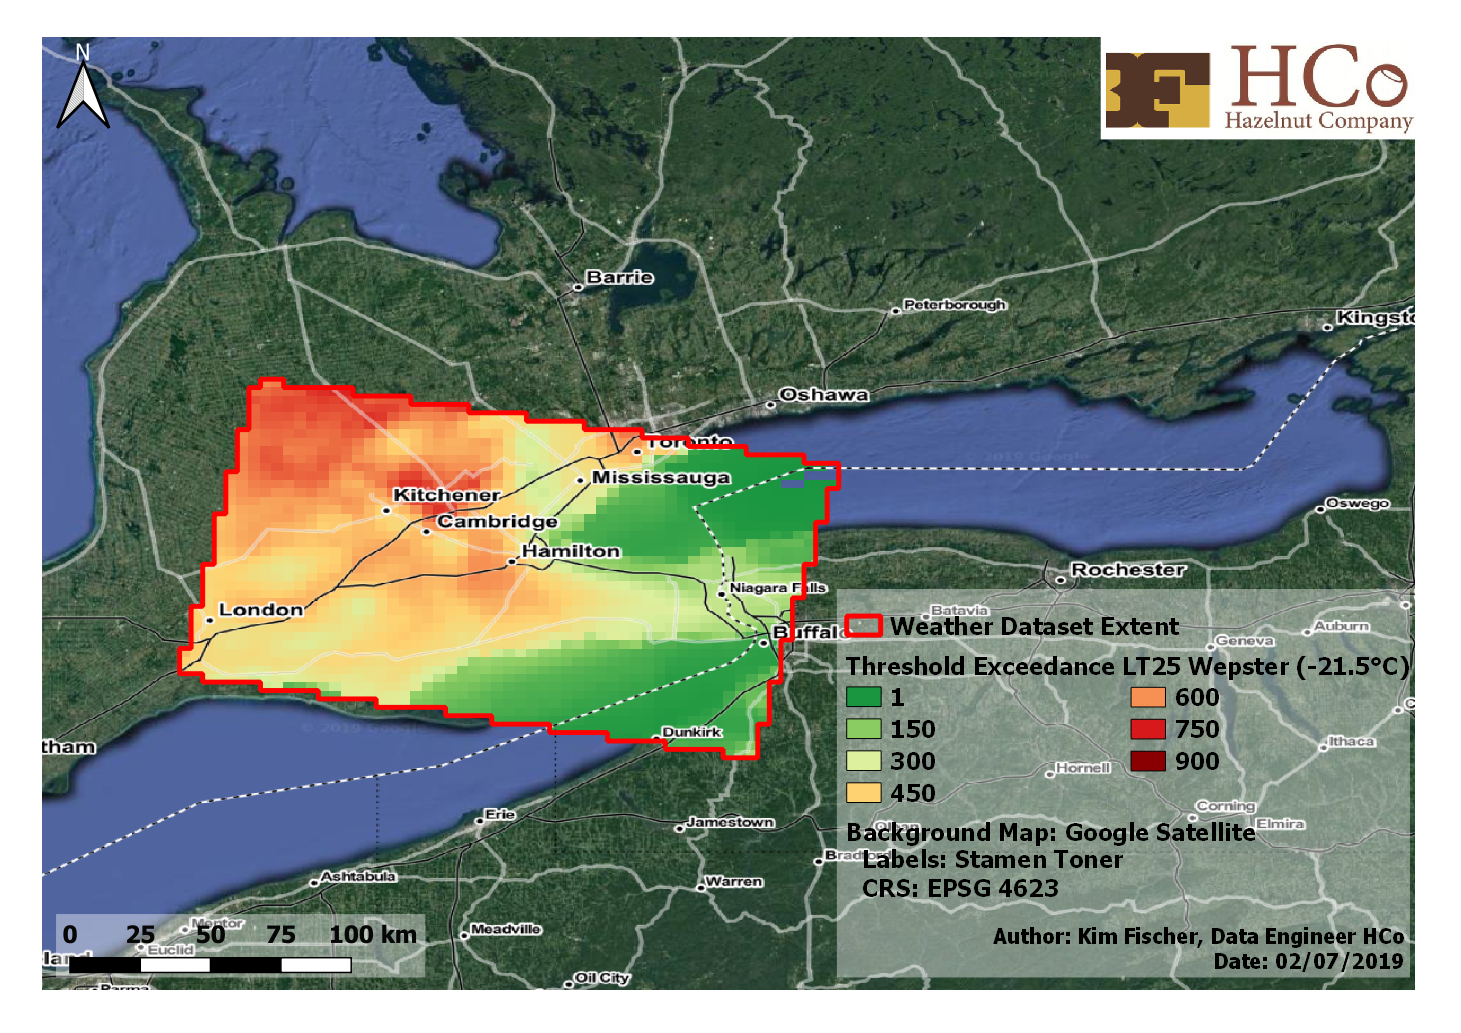 N
HCo
Hazelnut Company
Barrie
Peterborough
Kingsto
Oshawa
Toronto
Mississauga
Kitchener
Cambridge
Hamilton
Oswego
Rochester
Niagara Falls
London
Batavia
Buffalo
Geneva
Auburn
Weather Dataset Extent
Threshold Exceedance LT25 Wepster (-21.5°C)
1
600
150
750
300
900
450
Dunkirk
tham
Ithaca
Hornell
Corning
Elmira
Erie
Jamestown
Olean
Bradford
Background Map: Google Satellite
Labels: Stamen Toner
CRS: EPSG 4623
Ashtabula
Warren
Mentor
Meadville
Euclid
land
Oil City
Parma
0 25 50 75 100 km
Author: Kim Fischer, Data Engineer HCo
Date: 02/07/2019